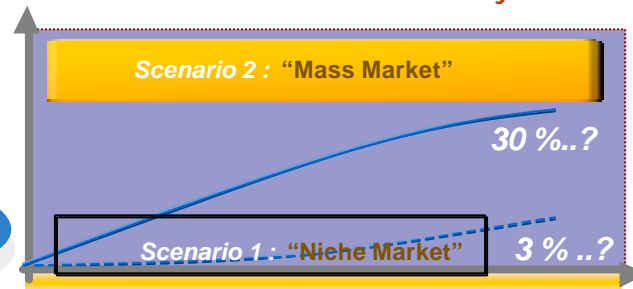 Scenario 2 : “Mass Market”
30 %..?
Scenario 1 : “Niche Market”
3 % ..?